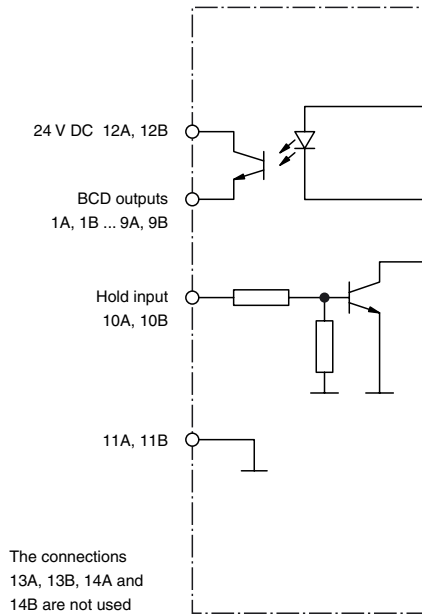 24 V DC 12A, 12B
BCD outputs
1A, 1B ... 9A, 9B
Hold input
10A, 10B
11A, 11B
The connections
13A, 13B, 14A and
14B are not used